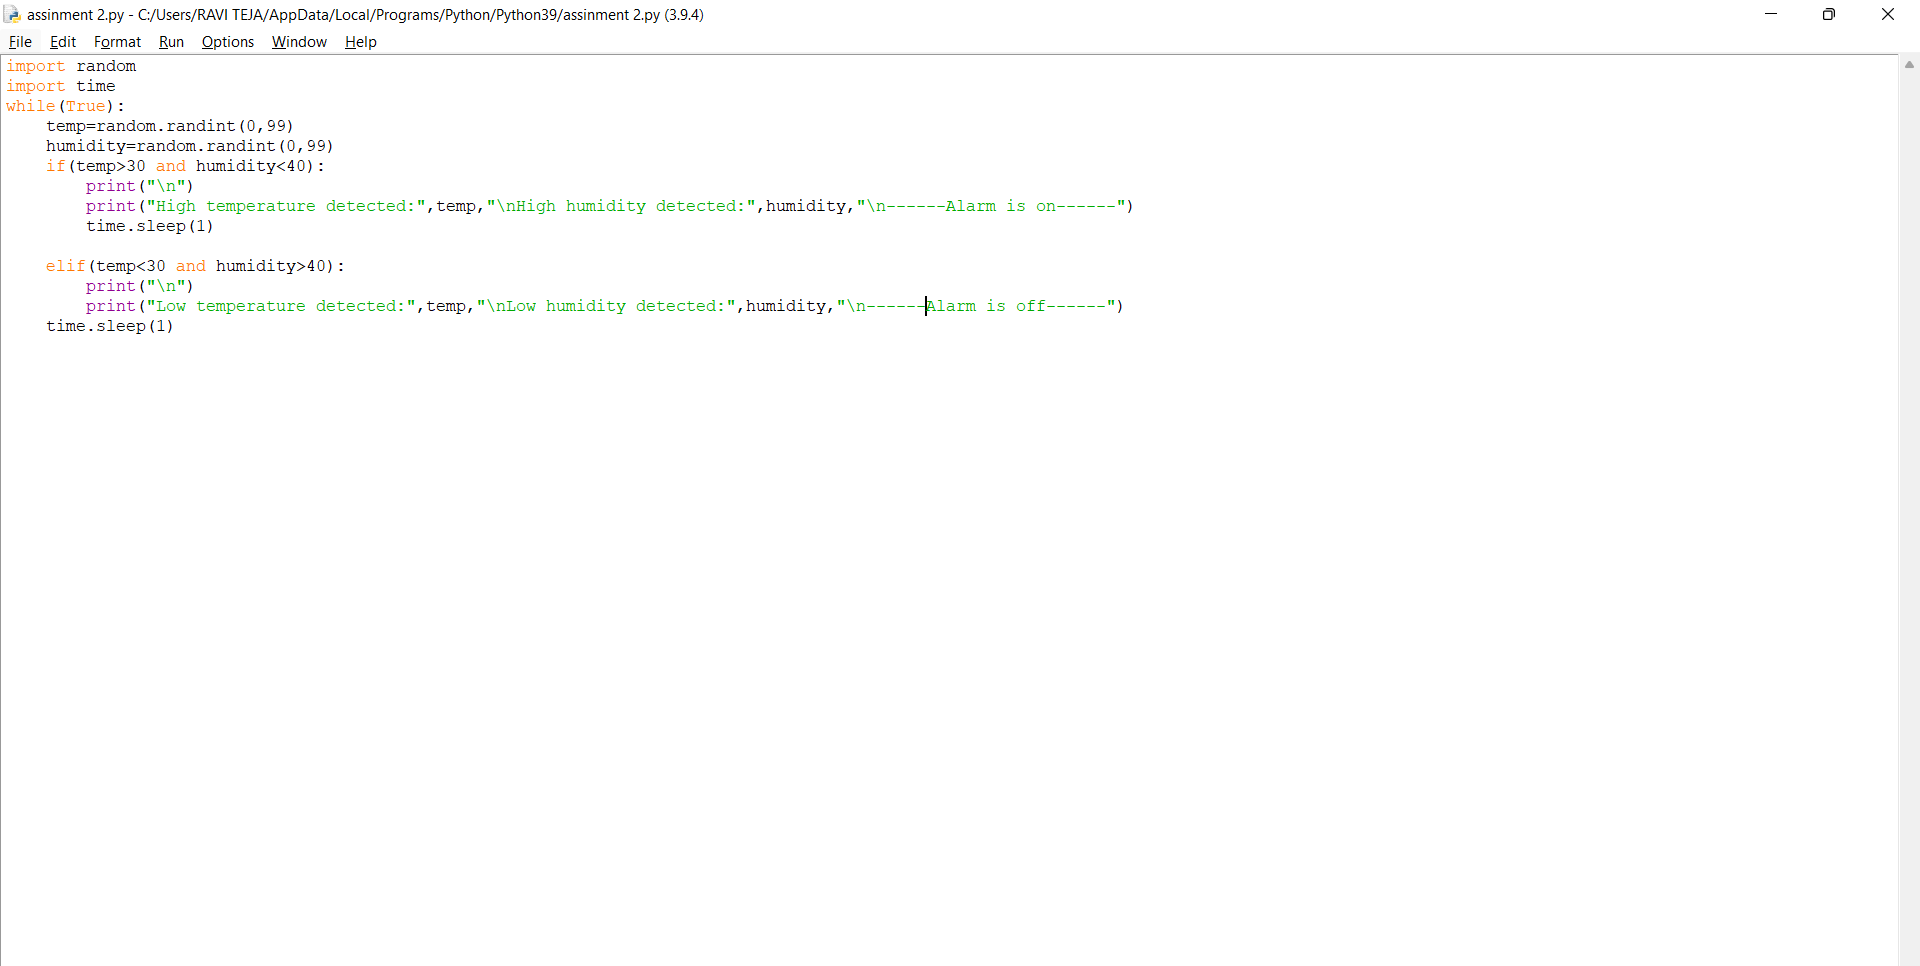 assinment 2.py - C:/Users/RAVI TEJA/AppData/Local/Programs/Python/Python39/assinment 2.py (3.9.4)
File Edit Format Run Options Window Help
import random
import time
while(True):
    temp=random.randint(0,99)
    humidity=random.randint(0,99)
    if(temp>30 and humidity<40):
        print("\n")
        print("High temperature detected:",temp,"\nHigh humidity detected:",humidity,"\n------Alarm is on------")
        time.sleep(1)

    elif(temp<30 and humidity>40):
        print("\n")
        print("Low temperature detected:",temp,"\nLow humidity detected:",humidity,"\n------Alarm is off------")
    time.sleep(1)